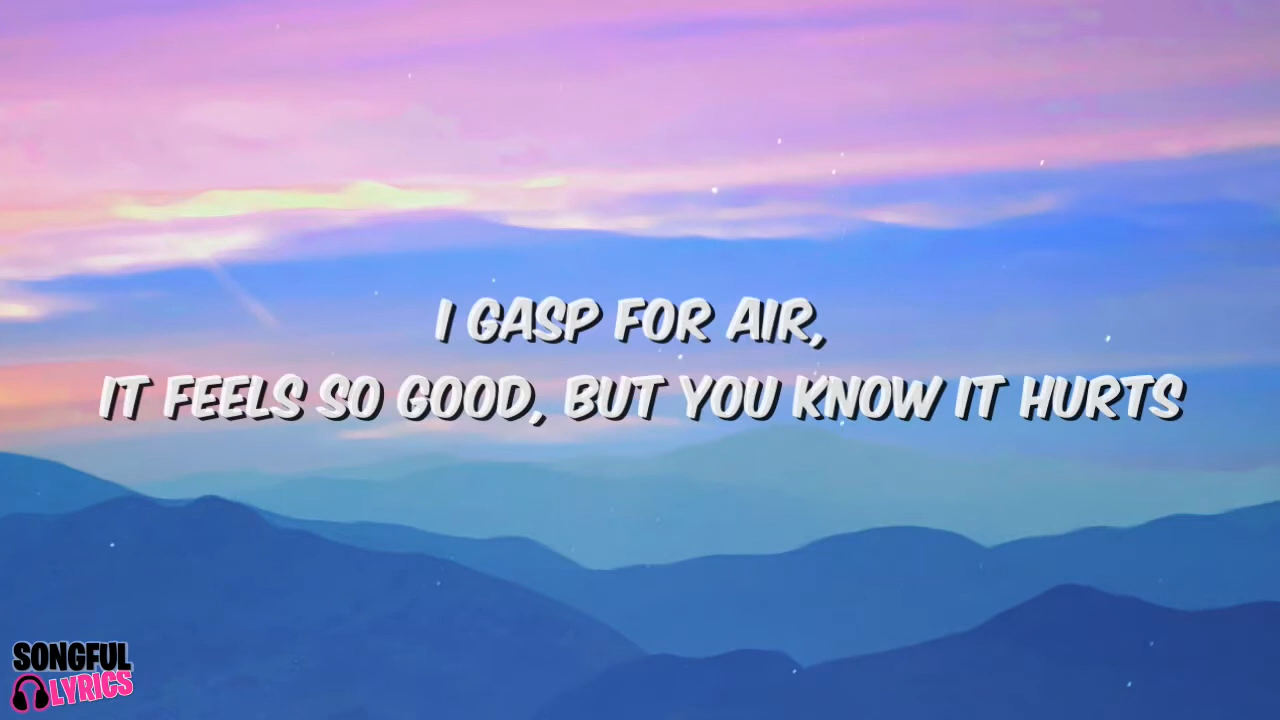 I GASP FOR AIR,
IT FEELS SO GOOD, BUT YOU KNOW IT HURTS
SONGFUL
LYRICS